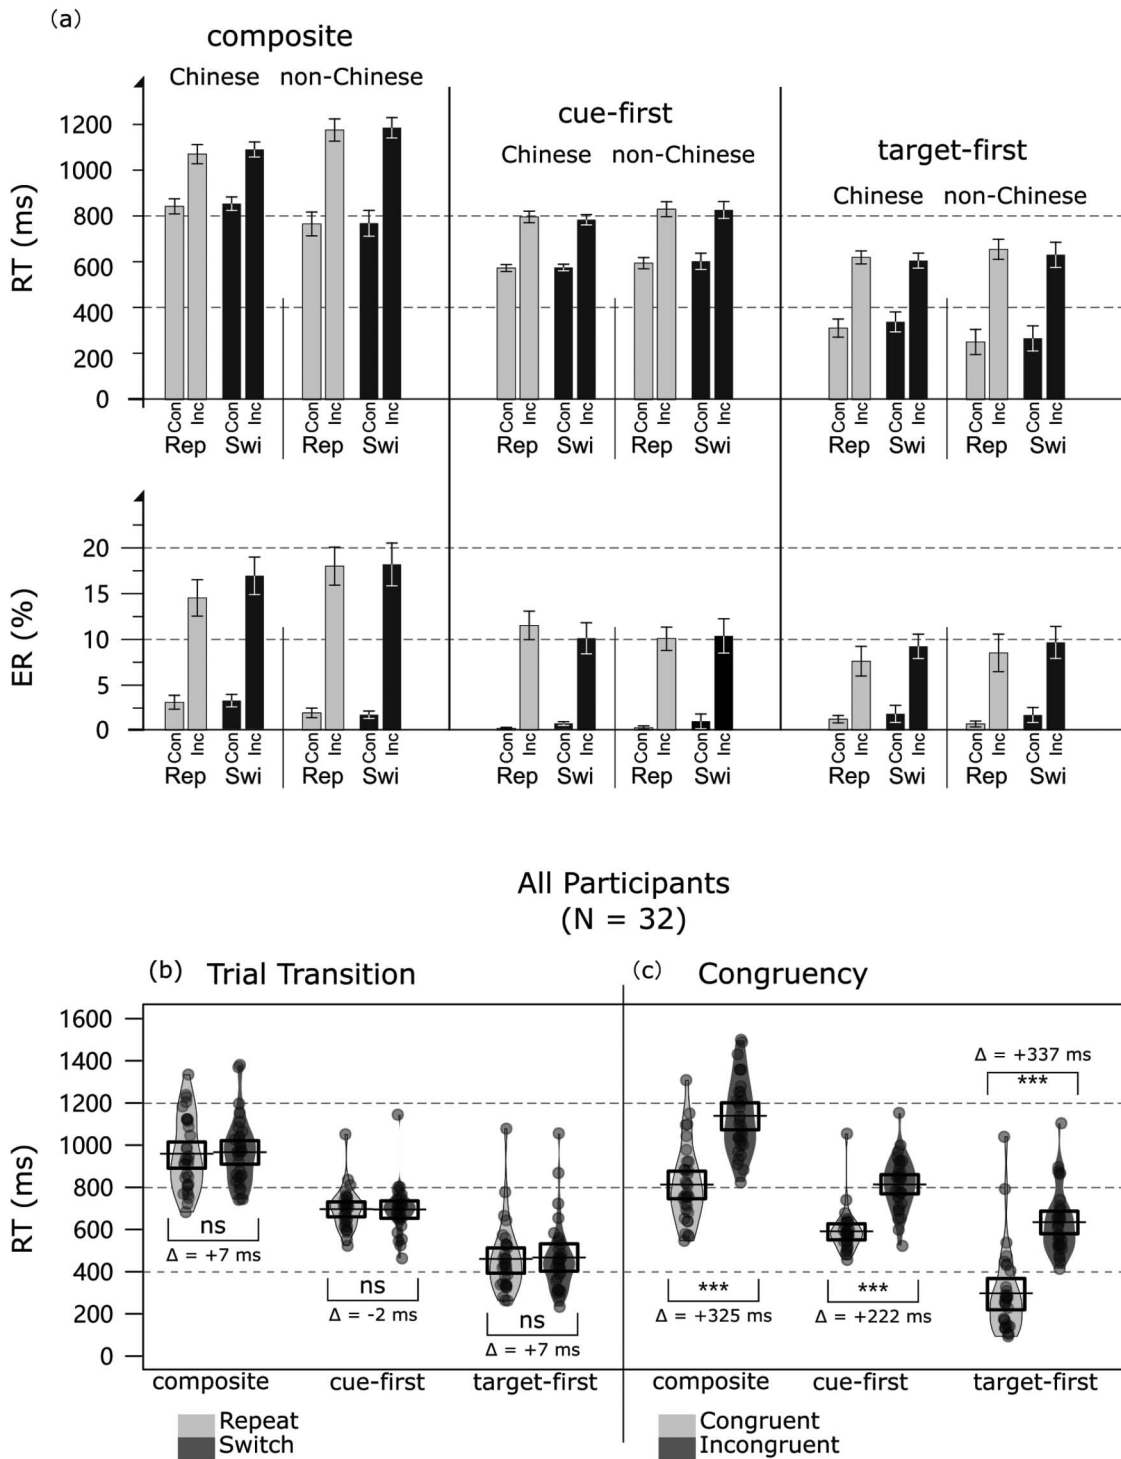 (a)
composite
Chinese non-Chinese
cue-first
Chinese non-Chinese
target-first
Chinese non-Chinese
RT (ms)
1200
1000
800
600
400
200
0
Con Inc Con Inc Con Inc Con Inc Con Inc Con Inc Con Inc Con Inc Con Inc Con Inc Con Inc Con Inc
Rep Swi Rep Swi Rep Swi Rep Swi Rep Swi Rep Swi
ER (%)
20
15
10
5
0
Con Inc Con Inc Con Inc Con Inc Con Inc Con Inc Con Inc Con Inc Con Inc Con Inc Con Inc Con Inc
Rep Swi Rep Swi Rep Swi Rep Swi Rep Swi Rep Swi
All Participants
(N = 32)
(b) Trial Transition
RT (ms)
1600
1400
1200
1000
800
600
400
200
0
ns
Δ = +7 ms
ns
Δ = -2 ms
ns
Δ = +7 ms
composite cue-first target-first
Repeat
Switch
(c) Congruency
Δ = +337 ms
***
***
Δ = +325 ms
***
Δ = +222 ms
composite cue-first target-first
Congruent
Incongruent